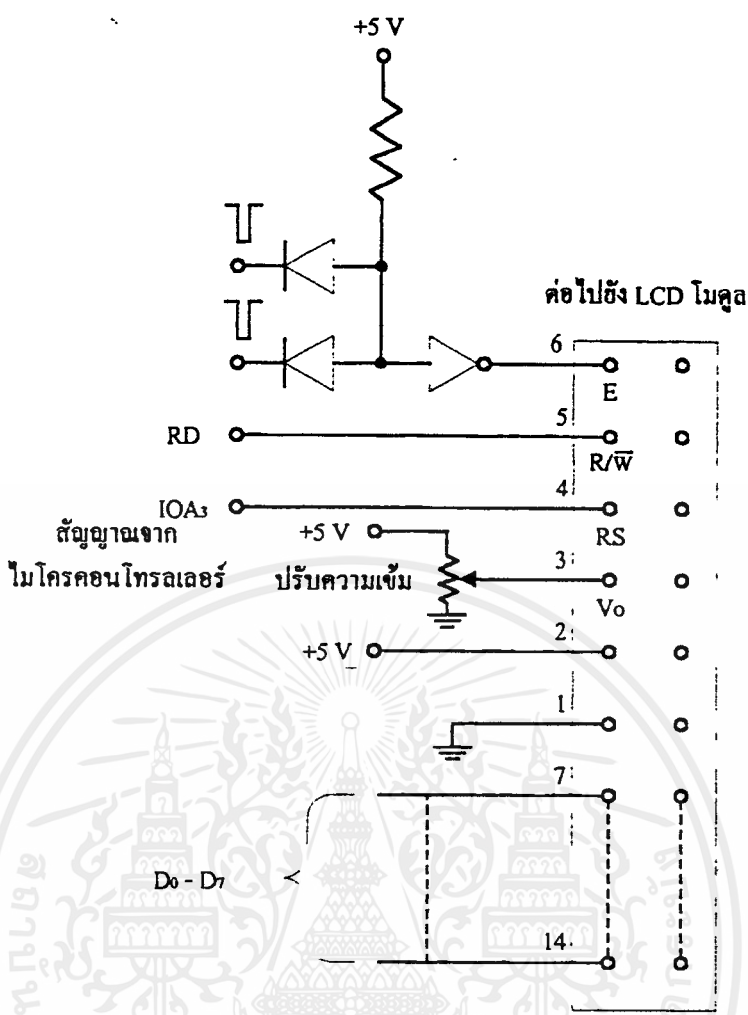 +5 V
ต่อไปยัง LCD โมดูล
6
E
5
RD
R/W̅
4
IOA3
RS
สัญญาณจาก
ไมโครคอนโทรลเลอร์
+5 V
ปรับความเข้ม
3
Vo
2
+5 V
1
7
D0 - D7
14